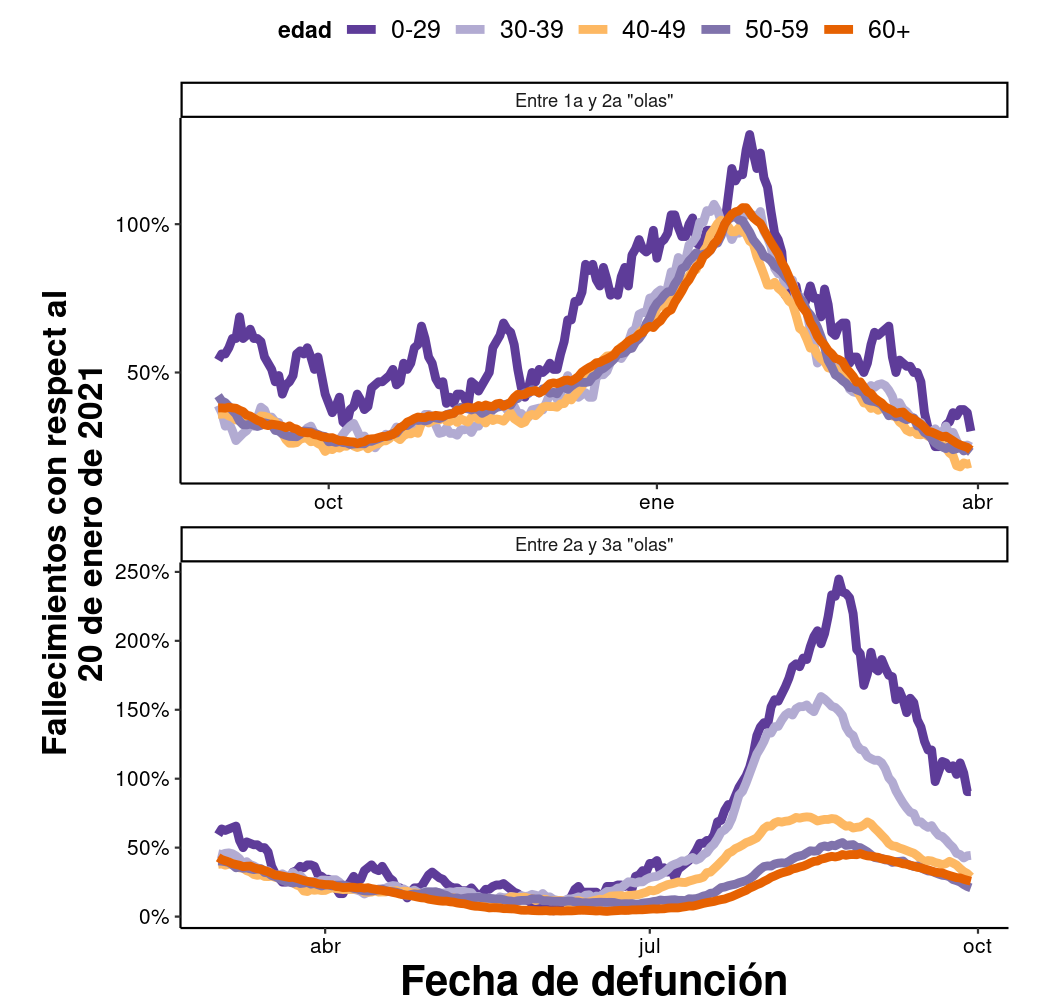 edad 0-29 30-39 40-49 50-59 60+
Entre 1a y 2a "olas"
100%
50%
oct ene abr
Entre 2a y 3a "olas"
250%
200%
150%
100%
50%
0%
abr jul oct
Fallecimientos con respect al
20 de enero de 2021
Fecha de defunción